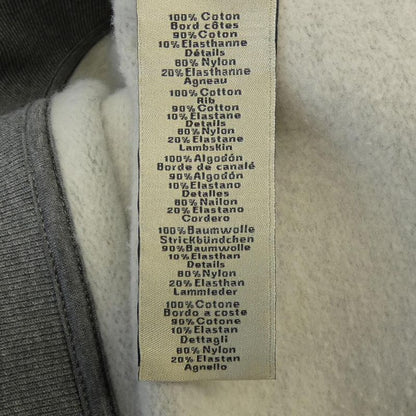 100% Coton
Bord côtes
90% Coton
10% Elasthanne
Détails
80% Nylon
20% Elasthanne
Agneau
100% Cotton
Rib
90% Cotton
10% Elastane
Details
80% Nylon
20% Elastane
Lambskin
100% Algodón
Borde de canalé
90% Algodón
10% Elastano
Detalles
80% Nailon
20% Elastano
Cordero
100% Baumwolle
Strickbündchen
90% Baumwolle
10% Elasthan
Details
80% Nylon
20% Elasthan
Lammleder
100% Cotone
Bordo a coste
90% Cotone
10% Elastan
Dettagli
80% Nylon
20% Elastan
Agnello